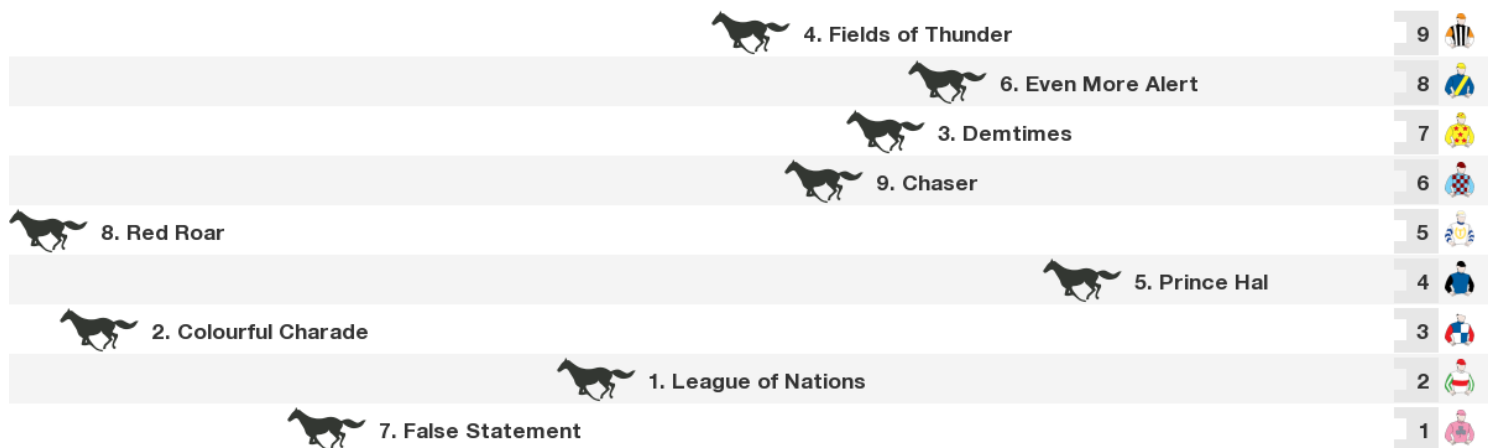 4. Fields of Thunder 9
6. Even More Alert 8
3. Demtimes 7
9. Chaser 6
8. Red Roar 5
5. Prince Hal 4
2. Colourful Charade 3
1. League of Nations 2
7. False Statement 1